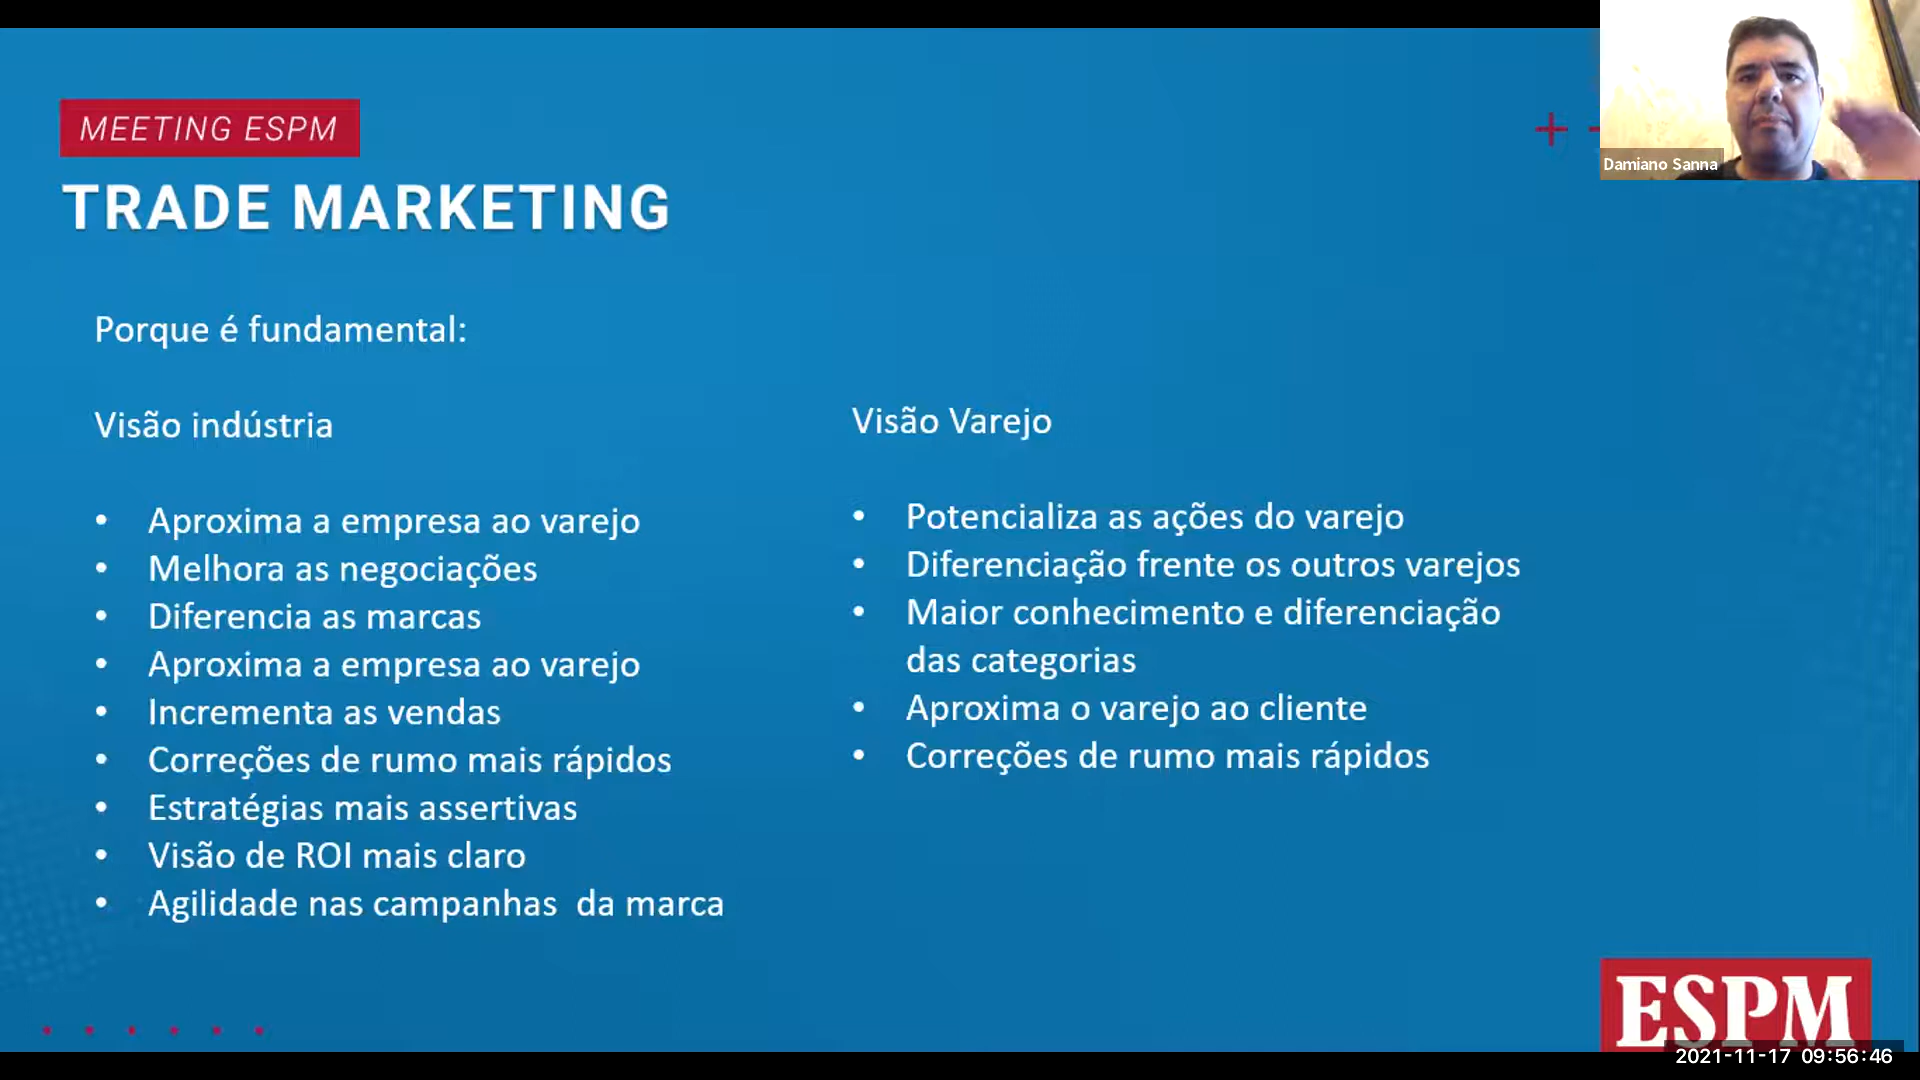 MEETING ESPM
TRADE MARKETING
Damiano Sanna
Porque é fundamental:
Visão indústria
• Aproxima a empresa ao varejo
• Melhora as negociações
• Diferencia as marcas
• Aproxima a empresa ao varejo
• Incrementa as vendas
• Correções de rumo mais rápidos
• Estratégias mais assertivas
• Visão de ROI mais claro
• Agilidade nas campanhas  da marca
Visão Varejo
• Potencializa as ações do varejo
• Diferenciação frente os outros varejos
• Maior conhecimento e diferenciação
das categorias
• Aproxima o varejo ao cliente
• Correções de rumo mais rápidos
ESPM
2021-11-17 09:56:46